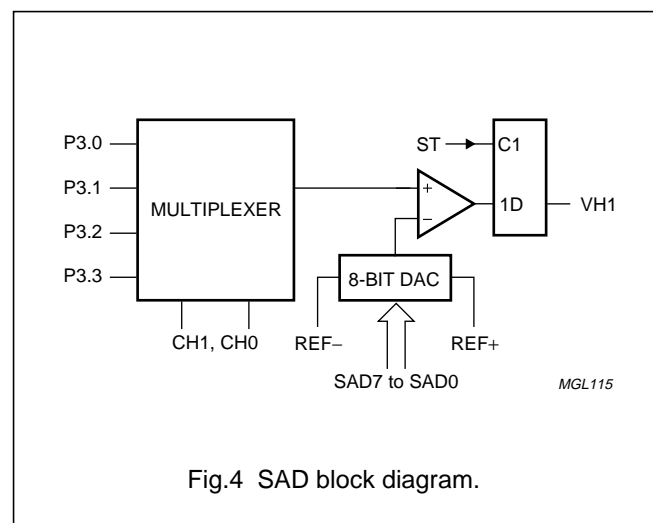 P3.0
P3.1
P3.2
P3.3
MULTIPLEXER
CH1, CH0
ST
C1
1D
VH1
+
−
8-BIT DAC
REF−
REF+
SAD7 to SAD0
MGL115
Fig.4 SAD block diagram.